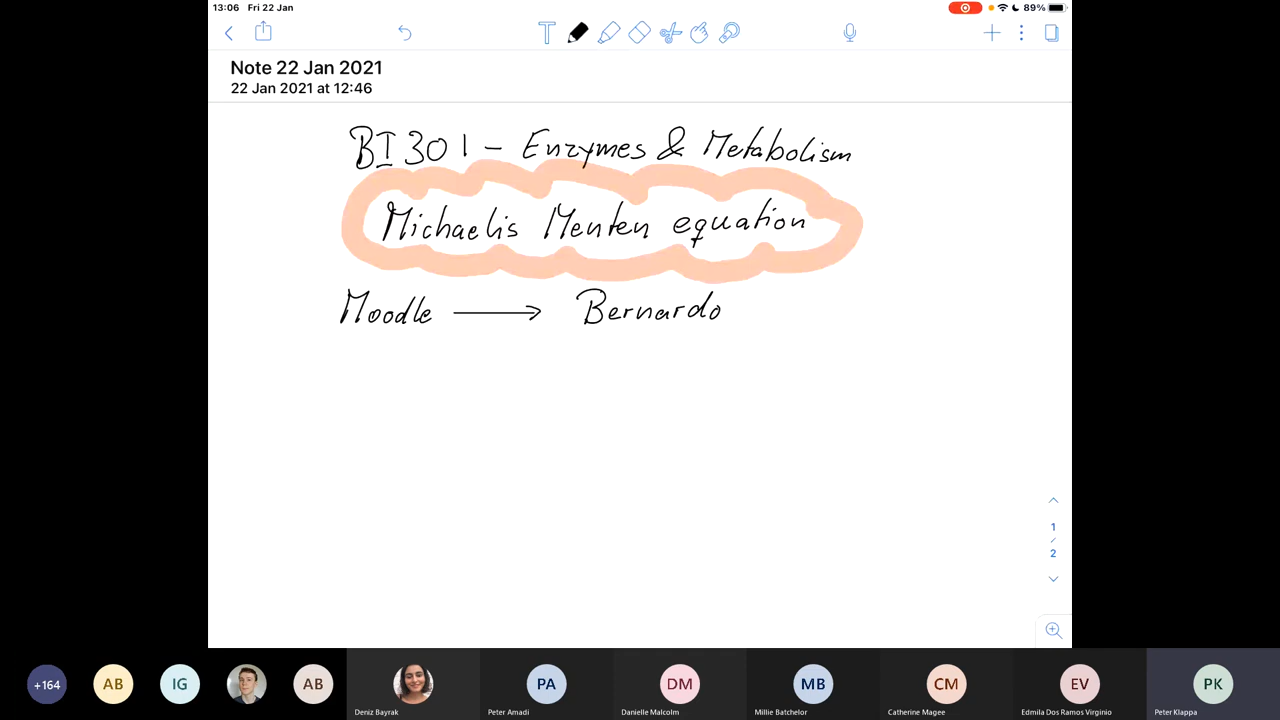 13:06 Fri 22 Jan
89%
T
Note 22 Jan 2021
22 Jan 2021 at 12:46
BI301 - Enzymes & Metabolism
Michaelis Menten equation
Moodle → Bernardo
1
/
2
+164 AB IG AB PA DM MB CM EV PK
Deniz Bayrak Peter Amadi Danielle Malcolm Millie Batchelor Catherine Magee Edmila Dos Ramos Virginio Peter Klappa